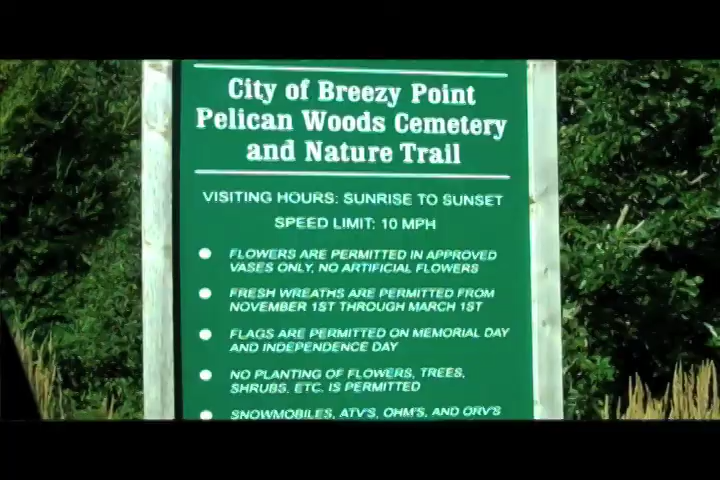 City of Breezy Point
Pelican Woods Cemetery
and Nature Trail
VISITING HOURS: SUNRISE TO SUNSET
SPEED LIMIT: 10 MPH
FLOWERS ARE PERMITTED IN APPROVED
VASES ONLY, NO ARTIFICIAL FLOWERS
FRESH WREATHS ARE PERMITTED FROM
NOVEMBER 1ST THROUGH MARCH 1ST
FLAGS ARE PERMITTED ON MEMORIAL DAY
AND INDEPENDENCE DAY
NO PLANTING OF FLOWERS, TREES,
SHRUBS, ETC. IS PERMITTED
SNOWMOBILES, ATV'S, OHM'S, AND ORV'S